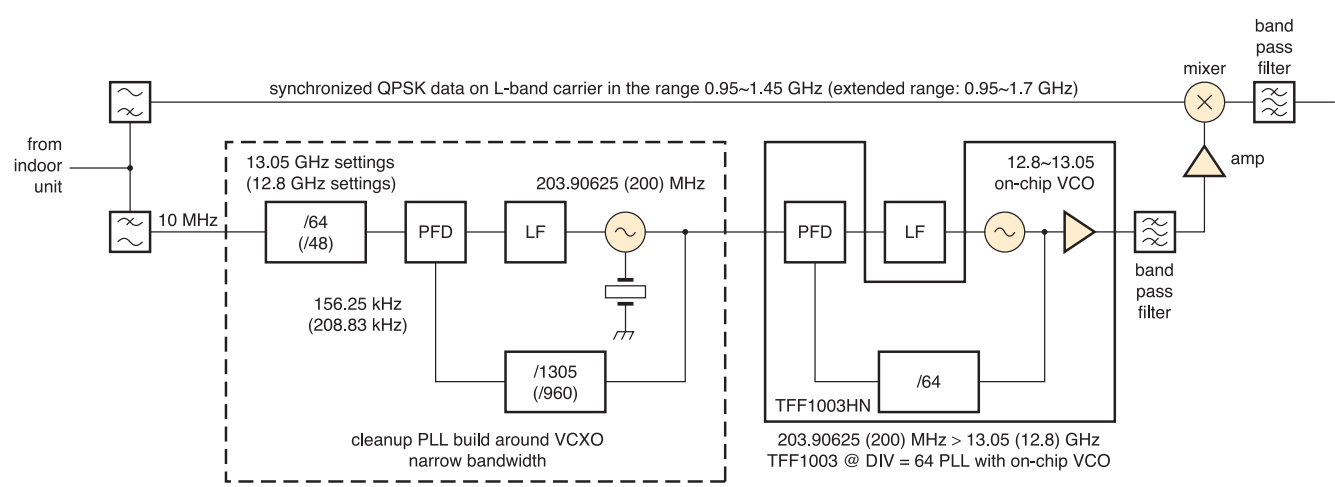 band
pass
filter
mixer
synchronized QPSK data on L-band carrier in the range 0.95~1.45 GHz (extended range: 0.95~1.7 GHz)
from
indoor
unit
amp
13.05 GHz settings
(12.8 GHz settings)
203.90625 (200) MHz
12.8~13.05
on-chip VCO
10 MHz
/64
(/48)
PFD
LF
PFD
LF
band
pass
filter
156.25 kHz
(208.83 kHz)
/1305
(/960)
/64
TFF1003HN
cleanup PLL build around VCXO
narrow bandwidth
203.90625 (200) MHz > 13.05 (12.8) GHz
TFF1003 @ DIV = 64 PLL with on-chip VCO